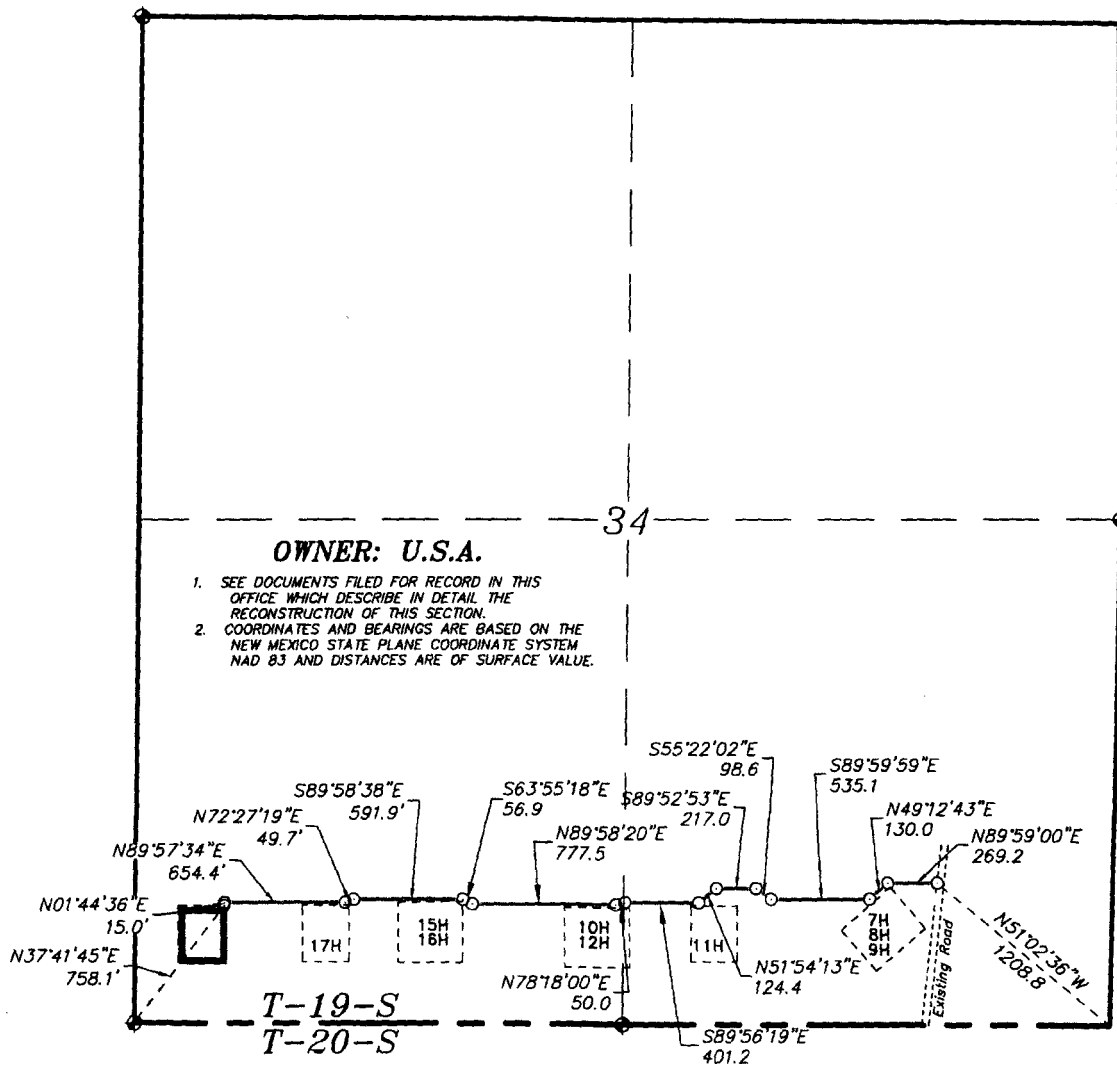 34
OWNER: U.S.A.
1. SEE DOCUMENTS FILED FOR RECORD IN THIS
OFFICE WHICH DESCRIBE IN DETAIL THE
RECONSTRUCTION OF THIS SECTION.
2. COORDINATES AND BEARINGS ARE BASED ON THE
NEW MEXICO STATE PLANE COORDINATE SYSTEM
NAD 83 AND DISTANCES ARE OF SURFACE VALUE.
S55°22'02"E
98.6
S89°58'38"E
591.9'
S63°55'18"E
56.9
S89°52'53"E
217.0
S89°59'59"E
535.1
N72°27'19"E
49.7'
N89°58'20"E
777.5
N49°12'43"E
130.0
N89°57'34"E
654.4'
N89°59'00"E
269.2
N01°44'36"E
15.0'
N37°41'45"E
758.1'
17H
15H
16H
10H
12H
11H
7H
8H
9H
Existing Road
N51°02'36"W
1208.8
N51°54'13"E
124.4
N78°18'00"E
50.0
T-19-S
T-20-S
S89°56'19"E
401.2